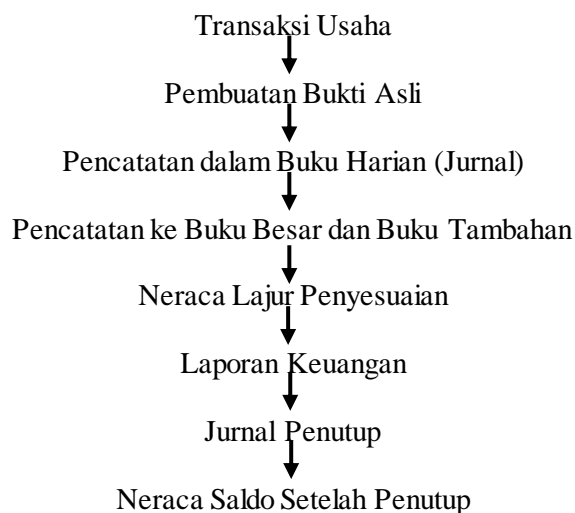 Transaksi Usaha
Pembuatan Bukti Asli
Pencatatan dalam Buku Harian (Jurnal)
Pencatatan ke Buku Besar dan Buku Tambahan
Neraca Lajur Penyesuaian
Laporan Keuangan
Jurnal Penutup
Neraca Saldo Setelah Penutup